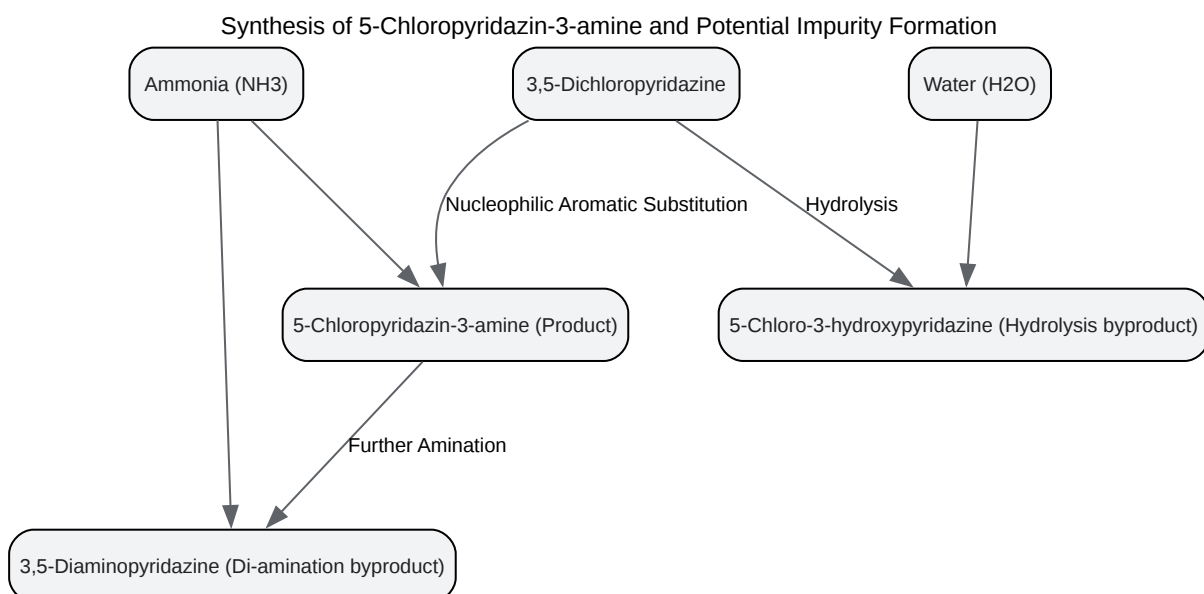 Synthesis of 5-Chloropyridazin-3-amine and Potential Impurity Formation
Ammonia (NH3)
3,5-Dichloropyridazine
Water (H2O)
Nucleophilic Aromatic Substitution
Hydrolysis
5-Chloropyridazin-3-amine (Product)
5-Chloro-3-hydroxypyridazine (Hydrolysis byproduct)
Further Amination
3,5-Diaminopyridazine (Di-amination byproduct)